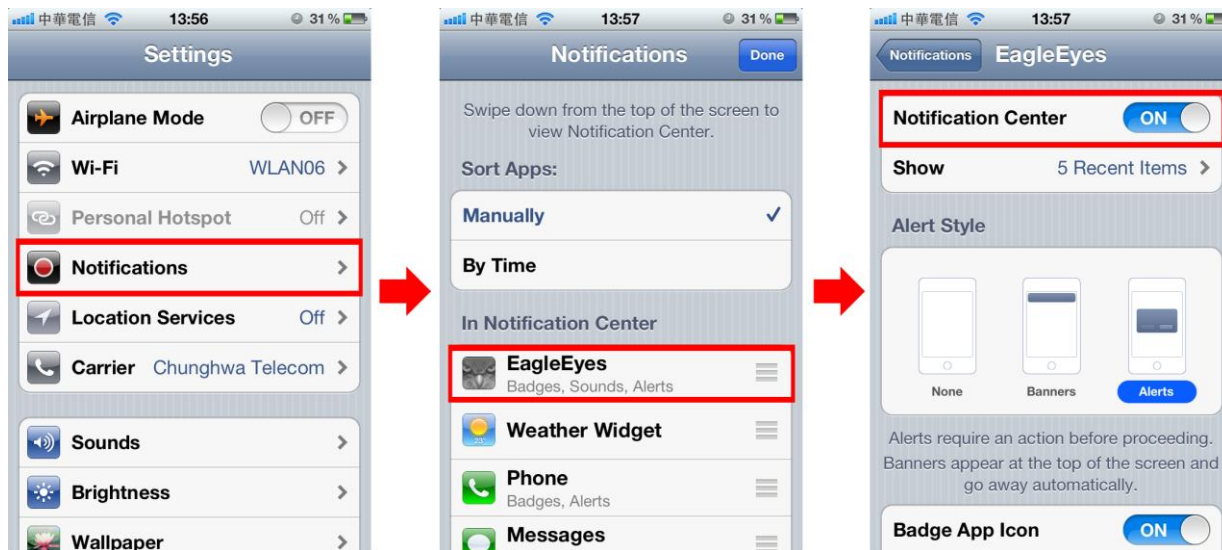 中華電信 13:56 31 %
Settings
Airplane Mode OFF
Wi-Fi WLAN06
Personal Hotspot Off
Notifications
Location Services Off
Carrier Chunghwa Telecom
Sounds
Brightness
Wallpaper
中華電信 13:57 31 %
Notifications Done
Swipe down from the top of the screen to
view Notification Center.
Sort Apps:
Manually
By Time
In Notification Center
EagleEyes
Badges, Sounds, Alerts
Weather Widget
23°
Phone
Badges, Alerts
Messages
中華電信 13:57 31 %
Notifications EagleEyes
Notification Center ON
Show 5 Recent Items
Alert Style
None Banners Alerts
Alerts require an action before proceeding.
Banners appear at the top of the screen and
go away automatically.
Badge App Icon ON